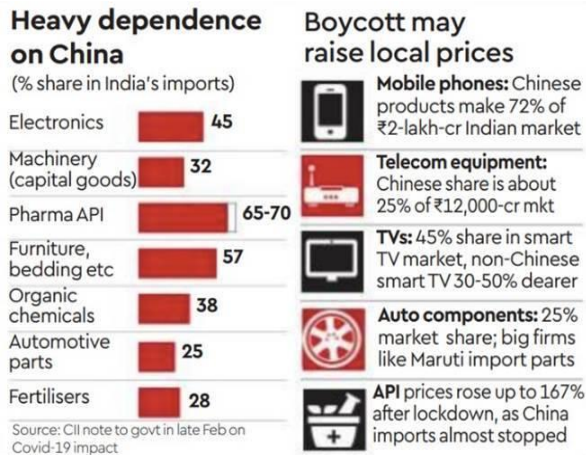 Heavy dependence
on China
(% share in India's imports)
Electronics 45
Machinery
(capital goods) 32
Pharma API 65-70
Furniture,
bedding etc 57
Organic
chemicals 38
Automotive
parts 25
Fertilisers 28
Source: CII note to govt in late Feb on
Covid-19 impact
Boycott may
raise local prices
Mobile phones: Chinese
products make 72% of
₹2-lakh-cr Indian market
Telecom equipment:
Chinese share is about
25% of ₹12,000-cr mkt
TVs: 45% share in smart
TV market, non-Chinese
smart TV 30-50% dearer
Auto components: 25%
market share; big firms
like Maruti import parts
API prices rose up to 167%
after lockdown, as China
imports almost stopped